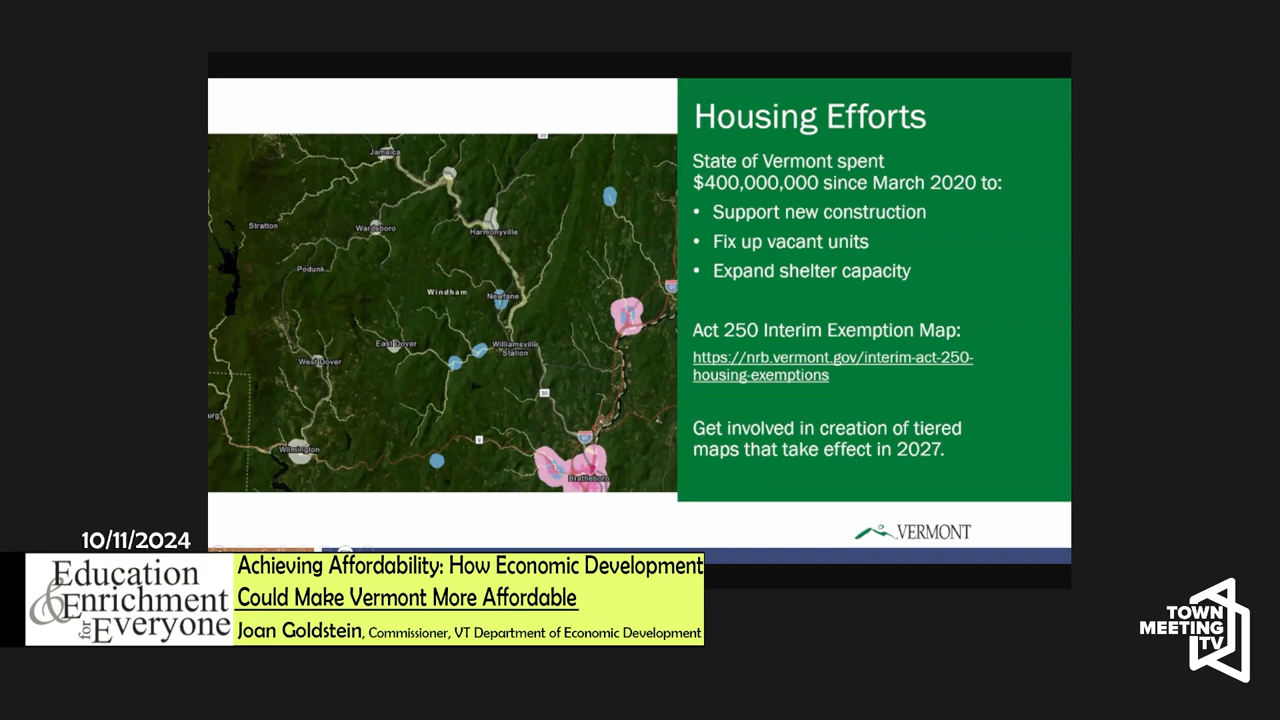 Housing Efforts
State of Vermont spent
$400,000,000 since March 2020 to:
• Support new construction
• Fix up vacant units
• Expand shelter capacity
Act 250 Interim Exemption Map:
https://nrb.vermont.gov/interim-act-250-
housing-exemptions
Get involved in creation of tiered
maps that take effect in 2027.
VERMONT
Jamaica
Stratton
Wardsboro
Harmonyville
Podunk
Windham
Newfane
East Dover
Williamsville
Station
West Dover
30
91
urg
9
Wilmington
Brattleboro
10/11/2024
Education
& Enrichment
for Everyone
Achieving Affordability: How Economic Development
Could Make Vermont More Affordable
Joan Goldstein, Commissioner, VT Department of Economic Development
TOWN
MEETING
TV